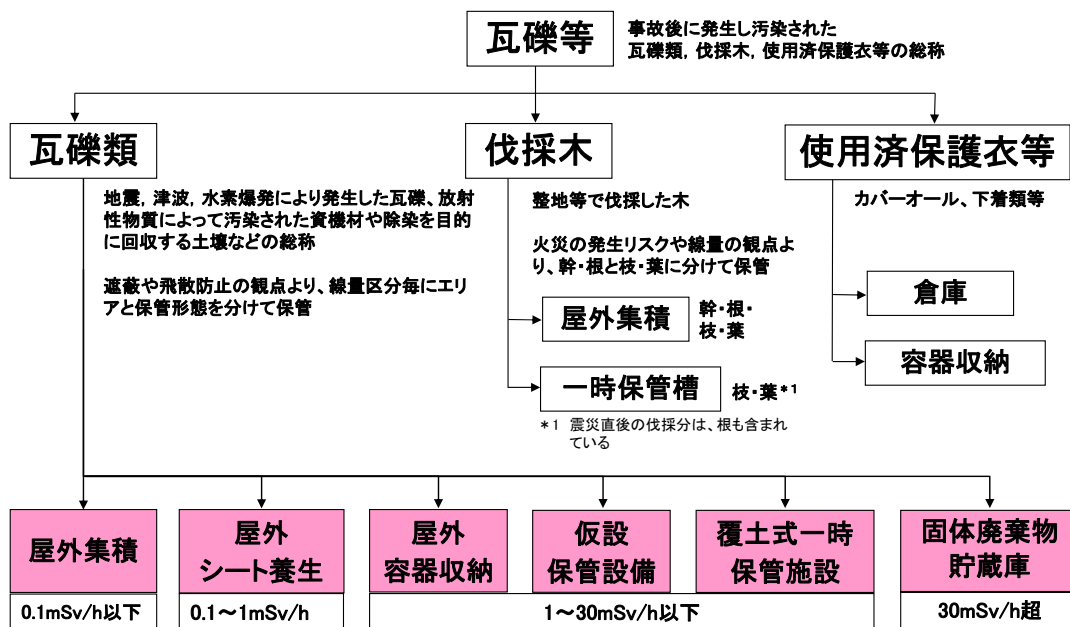 瓦礫等
事故後に発生し汚染された
瓦礫類, 伐採木, 使用済保護衣等の総称
瓦礫類
地震, 津波, 水素爆発により発生した瓦礫、放射
性物質によって汚染された資機材や除染を目的
に回収する土壌などの総称
遮蔽や飛散防止の観点より、線量区分毎にエリ
アと保管形態を分けて保管
伐採木
整地等で伐採した木
火災の発生リスクや線量の観点よ
り、幹・根と枝・葉に分けて保管
屋外集積
幹・根・
枝・葉
一時保管槽
枝・葉*1
*1 震災直後の伐採分は、根も含まれ
ている
使用済保護衣等
カバーオール、下着類等
倉庫
容器収納
屋外集積
0.1mSv/h以下
屋外
シート養生
0.1～1mSv/h
屋外
容器収納
仮設
保管設備
覆土式一時
保管施設
1～30mSv/h以下
固体廃棄物
貯蔵庫
30mSv/h超